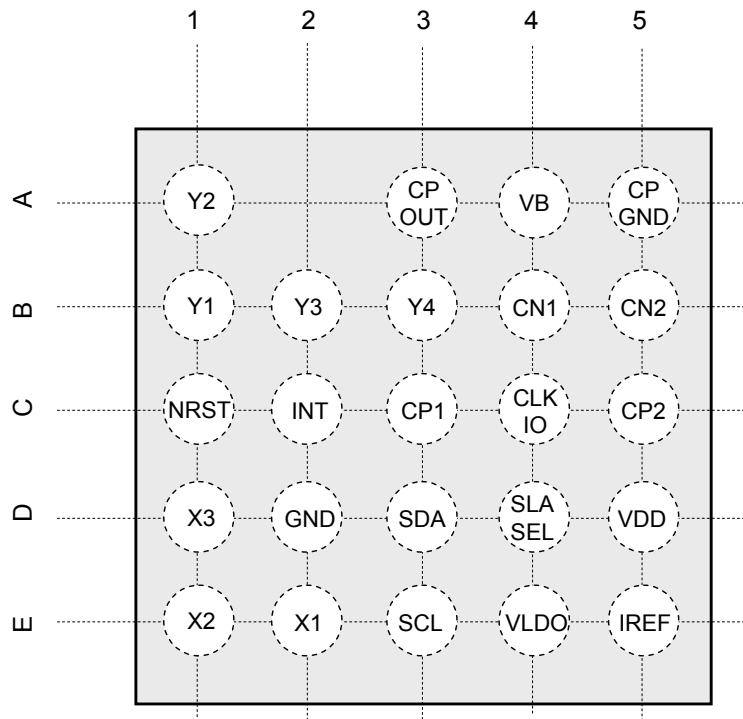 1 2 3 4 5
A
Y2
CP
OUT
VB
CP
GND
B
Y1
Y3
Y4
CN1
CN2
C
NRST
INT
CP1
CLK
IO
CP2
D
X3
GND
SDA
SLA
SEL
VDD
E
X2
X1
SCL
VLDO
IREF